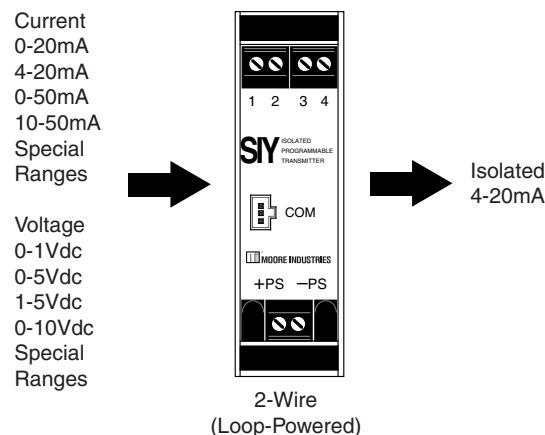 Current
0-20mA
4-20mA
0-50mA
10-50mA
Special
Ranges
Voltage
0-1Vdc
0-5Vdc
1-5Vdc
0-10Vdc
Special
Ranges
1 2 3 4
SIY ISOLATED
PROGRAMMABLE
TRANSMITTER
COM
MOORE INDUSTRIES
+PS –PS
Isolated
4-20mA
2-Wire
(Loop-Powered)